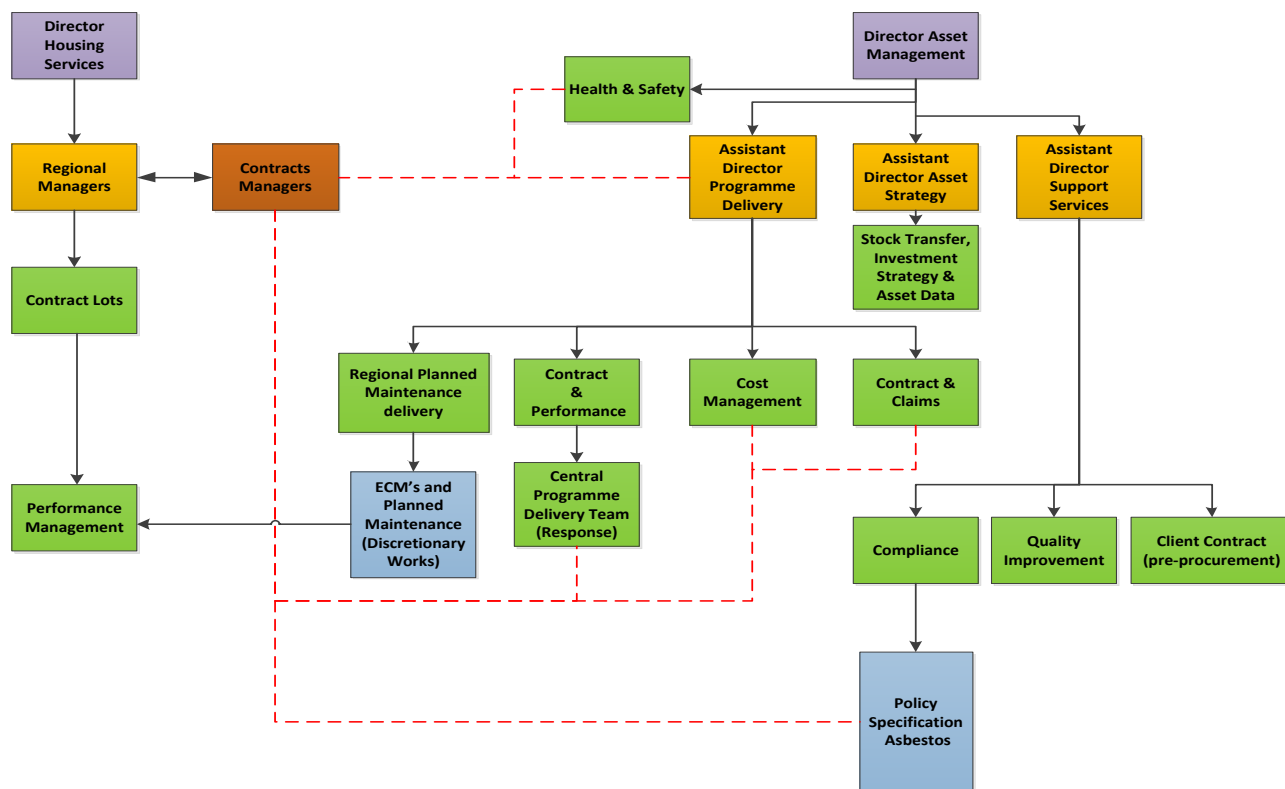 Director
Housing
Services
Director Asset
Management
Health & Safety
Regional
Managers
Contracts
Managers
Assistant
Director
Programme
Delivery
Assistant
Director Asset
Strategy
Assistant
Director
Support
Services
Contract Lots
Stock Transfer,
Investment
Strategy &
Asset Data
Regional Planned
Maintenance
delivery
Contract
&
Performance
Cost
Management
Contract &
Claims
Performance
Management
ECM’s and
Planned
Maintenance
(Discretionary
Works)
Central
Programme
Delivery Team
(Response)
Compliance
Quality
Improvement
Client Contract
(pre-procurement)
Policy
Specification
Asbestos